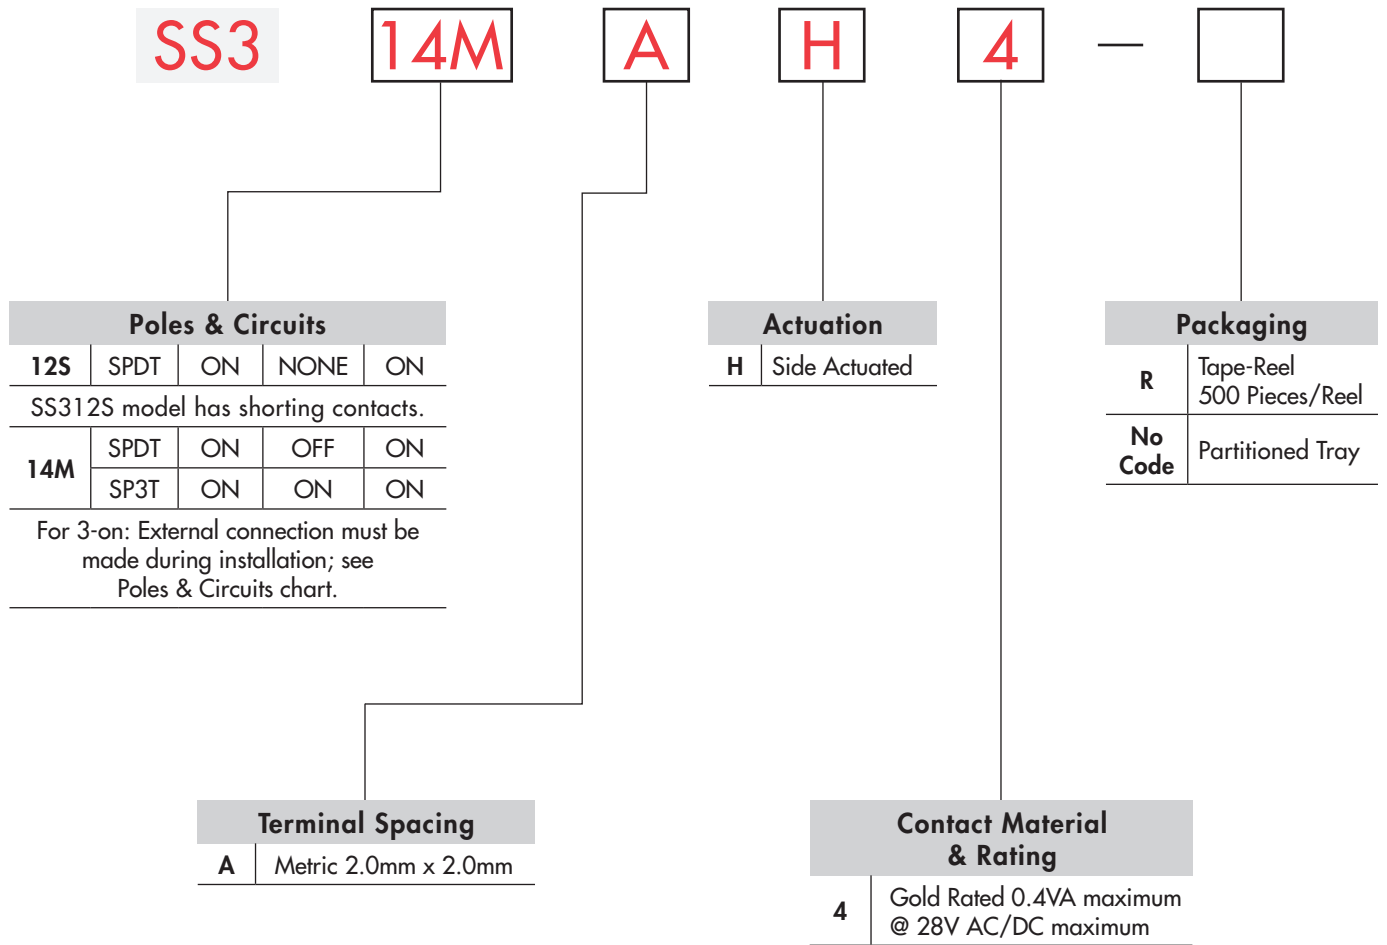 SS3 14M A H 4 —
Poles & Circuits
12S SPDT ON NONE ON
SS312S model has shorting contacts.
14M
SPDT ON OFF ON
SP3T ON ON ON
For 3-on: External connection must be
made during installation; see
Poles & Circuits chart.
Actuation
H Side Actuated
Packaging
R
Tape-Reel
500 Pieces/Reel
No
Code
Partitioned Tray
Terminal Spacing
A Metric 2.0mm x 2.0mm
Contact Material
& Rating
4
Gold Rated 0.4VA maximum
@ 28V AC/DC maximum